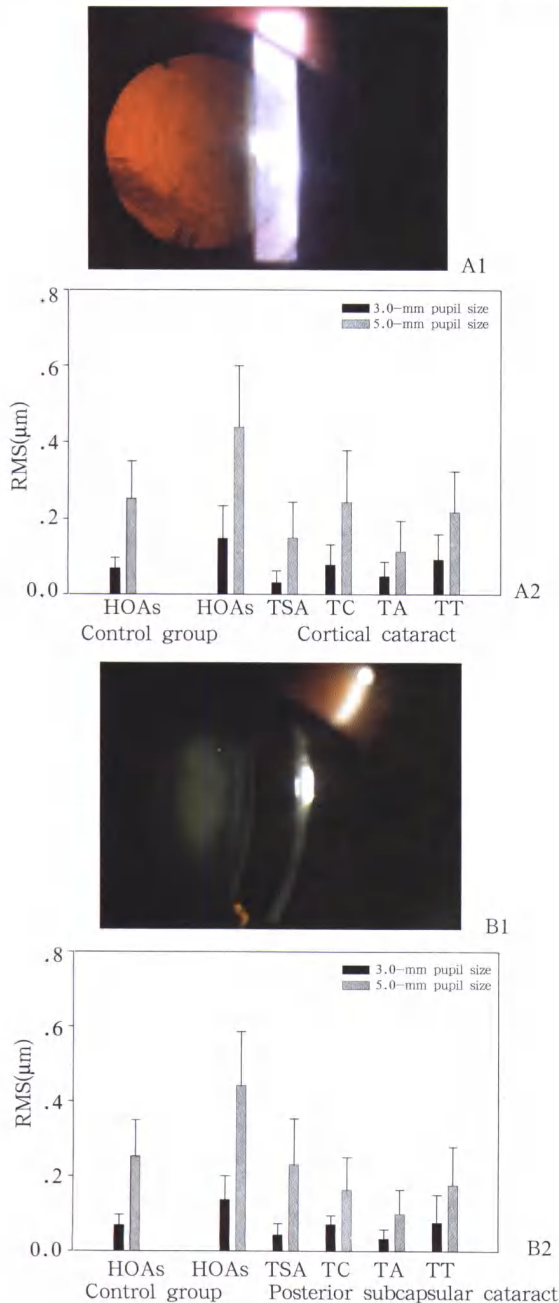 A1
.8
3.0-mm pupil size
5.0-mm pupil size
.6
RMS(μm)
.4
.2
0.0
A2
HOAs HOAs TSA TC TA TT
Control group Cortical cataract
B1
.8
3.0-mm pupil size
5.0-mm pupil size
.6
RMS(μm)
.4
.2
0.0
B2
HOAs HOAs TSA TC TA TT
Control group Posterior subcapsular cataract